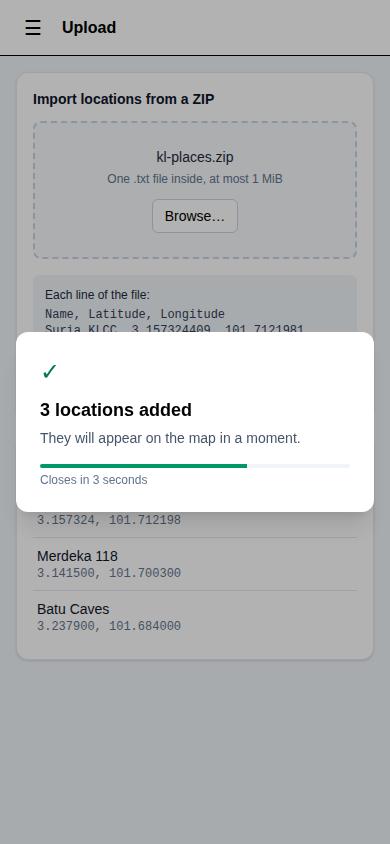 Upload
Import locations from a ZIP
kl-places.zip
One .txt file inside, at most 1 MiB
Browse…
Each line of the file:
Name, Latitude, Longitude
Suria KLCC, 3.157324409, 101.7121981
✓
3 locations added
They will appear on the map in a moment.
Closes in 3 seconds
3.157324, 101.712198
Merdeka 118
3.141500, 101.700300
Batu Caves
3.237900, 101.684000